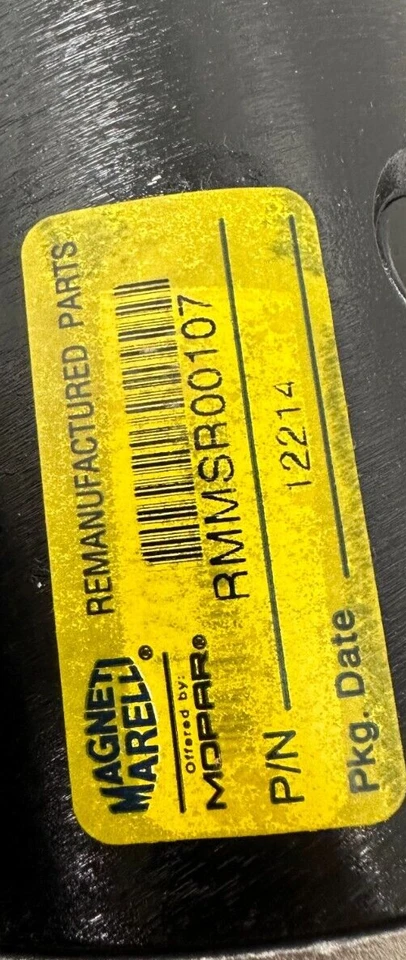 MAGNETI
MARELLI®
REMANUFACTURED PARTS
Offered by:
MOPAR®
RMMSR00107
P/N
12214
Pkg. Date